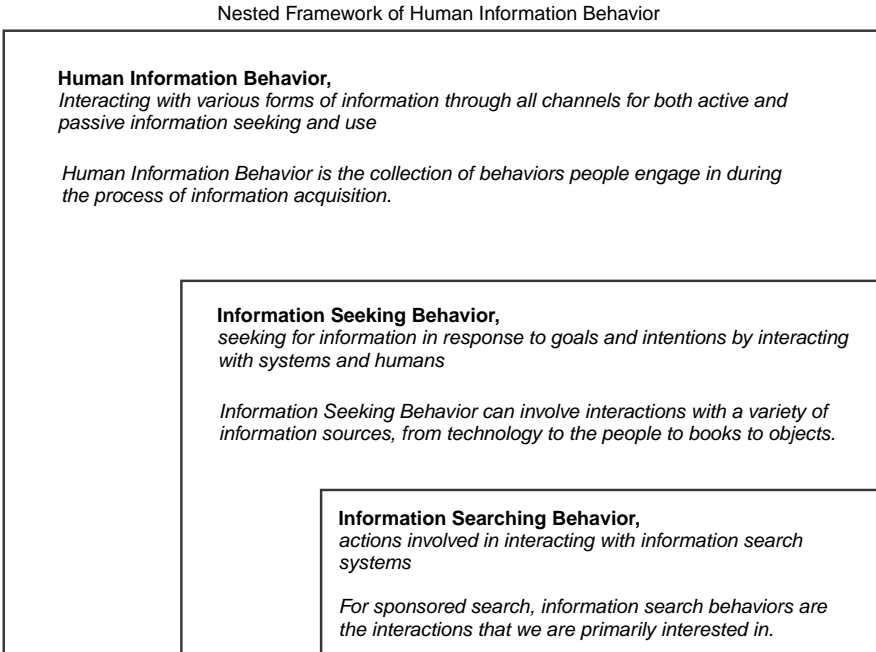 Nested Framework of Human Information Behavior
Human Information Behavior,
Interacting with various forms of information through all channels for both active and
passive information seeking and use
Human Information Behavior is the collection of behaviors people engage in during
the process of information acquisition.
Information Seeking Behavior,
seeking for information in response to goals and intentions by interacting
with systems and humans
Information Seeking Behavior can involve interactions with a variety of
information sources, from technology to the people to books to objects.
Information Searching Behavior,
actions involved in interacting with information search
systems
For sponsored search, information search behaviors are
the interactions that we are primarily interested in.